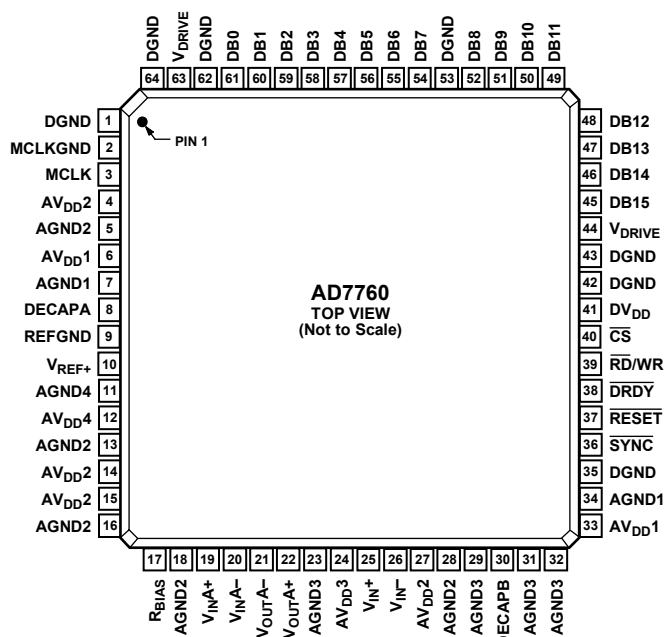 DGND
VDRIVE
DGND
DB0
DB1
DB2
DB3
DB4
DB5
DB6
DB7
DGND
DB8
DB9
DB10
DB11
64 63 62 61 60 59 58 57 56 55 54 53 52 51 50 49
DGND 1
MCLKGND 2
MCLK 3
AVDD2 4
AGND2 5
AVDD1 6
AGND1 7
DECAPA 8
REFGND 9
VREF+ 10
AGND4 11
AVDD4 12
AGND2 13
AVDD2 14
AVDD2 15
AGND2 16
PIN 1
AD7760
TOP VIEW
(Not to Scale)
48 DB12
47 DB13
46 DB14
45 DB15
44 VDRIVE
43 DGND
42 DGND
41 DVDD
40 C̅S̅
39 R̅D̅/WR
38 D̅R̅D̅Y̅
37 R̅E̅S̅E̅T̅
36 S̅Y̅N̅C̅
35 DGND
34 AGND1
33 AVDD1
17 18 19 20 21 22 23 24 25 26 27 28 29 30 31 32
RBIAS
AGND2
VINA+
VINA−
VOUTA−
VOUTA+
AGND3
AVDD3
VIN+
VIN−
AVDD2
AGND2
AGND3
DECAPB
AGND3
AGND3